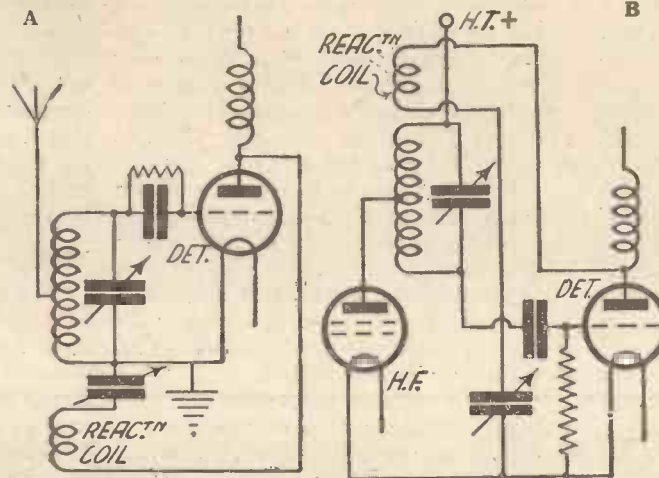 A
B
H.T.+
REAC.TN
COIL
DET.
DET.
H.F.
REAC.TN
COIL